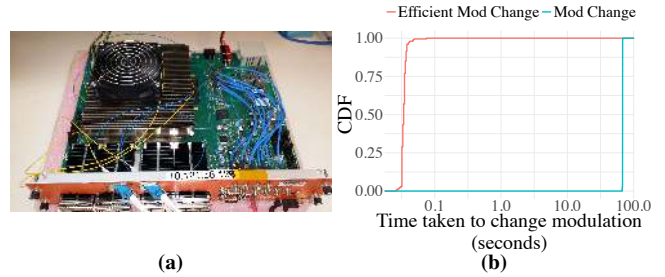 Efficient Mod Change
Mod Change
1.00
0.75
0.50
0.25
0.00
CDF
0.1
1.0
10.0
100.0
Time taken to change modulation
(seconds)
(a)
(b)